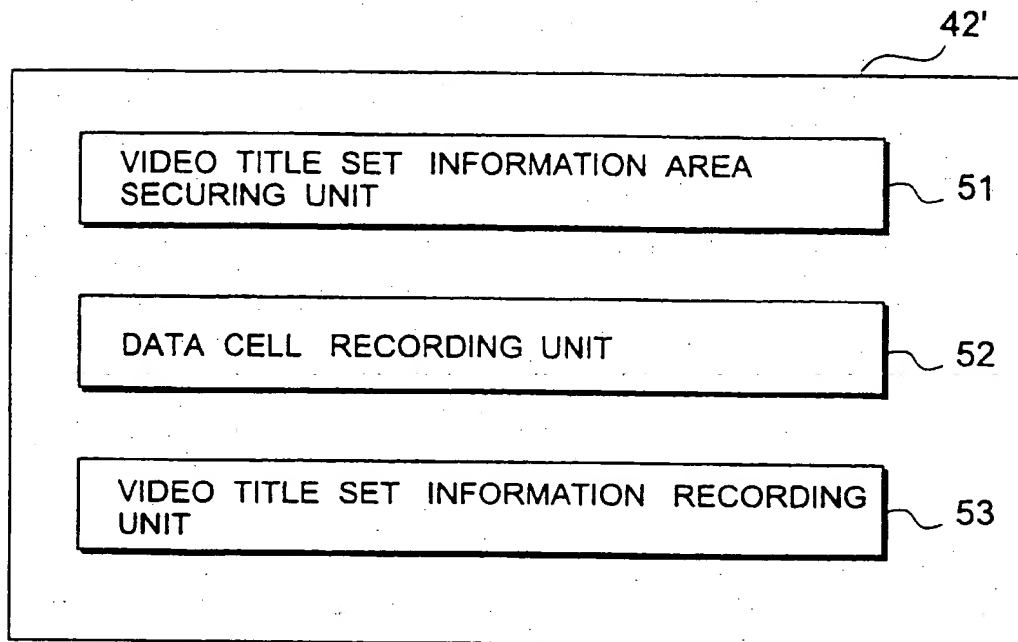 42'
VIDEO TITLE SET INFORMATION AREA
SECURING UNIT
51
DATA CELL RECORDING UNIT
52
VIDEO TITLE SET INFORMATION RECORDING
UNIT
53